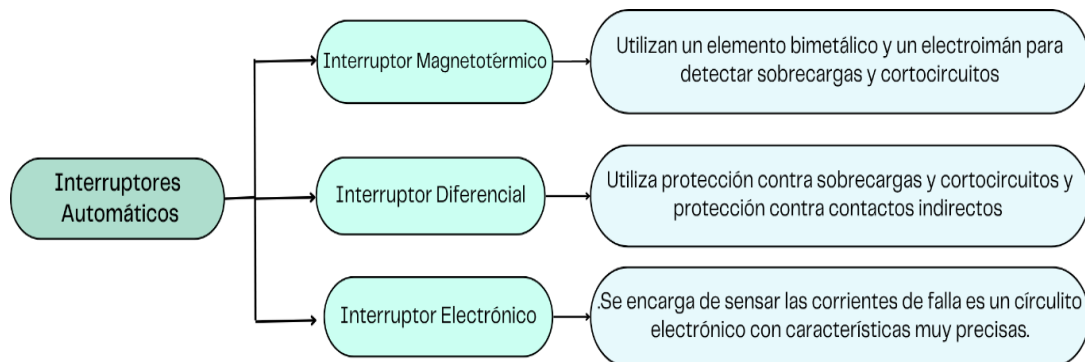 Interruptor Magnetotérmico
Utilizan un elemento bimetálico y un electroimán para
detectar sobrecargas y cortocircuitos
Interruptores
Automáticos
Interruptor Diferencial
Utiliza protección contra sobrecargas y cortocircuitos y
protección contra contactos indirectos
Interruptor Electrónico
.Se encarga de sensar las corrientes de falla es un círculito
electrónico con características muy precisas.